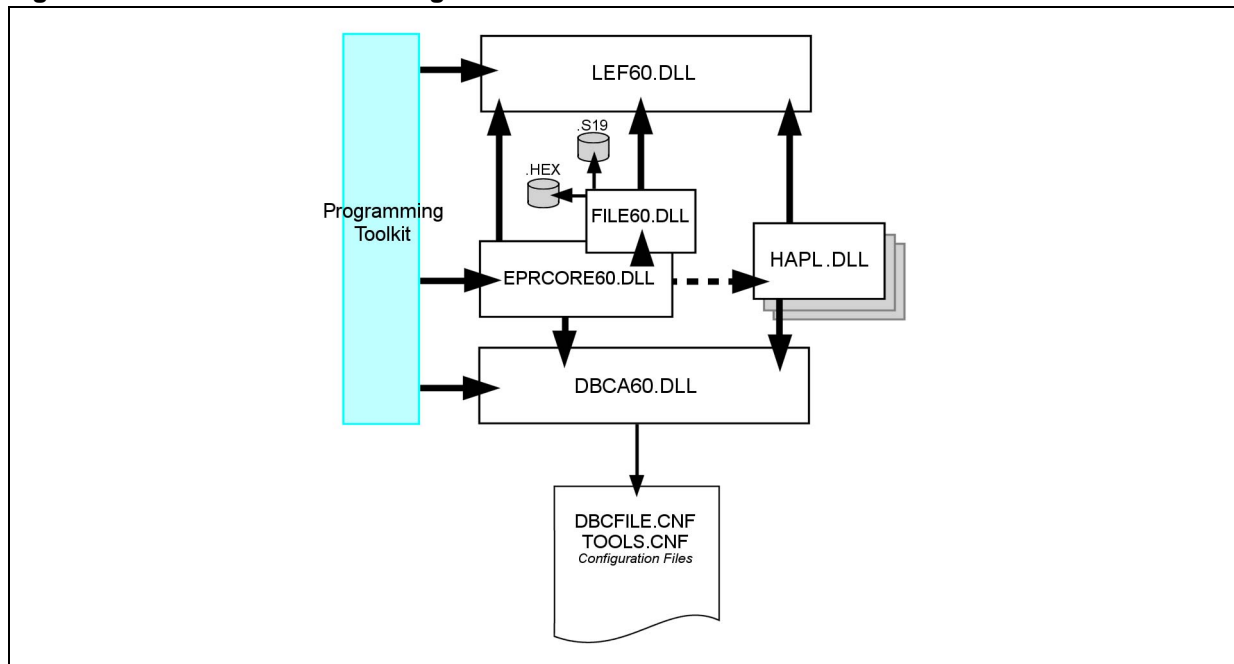 LEF60.DLL
.S19
.HEX
FILE60.DLL
Programming
Toolkit
HAPL.DLL
EPRCORE60.DLL
DBCA60.DLL
DBCFILE.CNF
TOOLS.CNF
Configuration Files